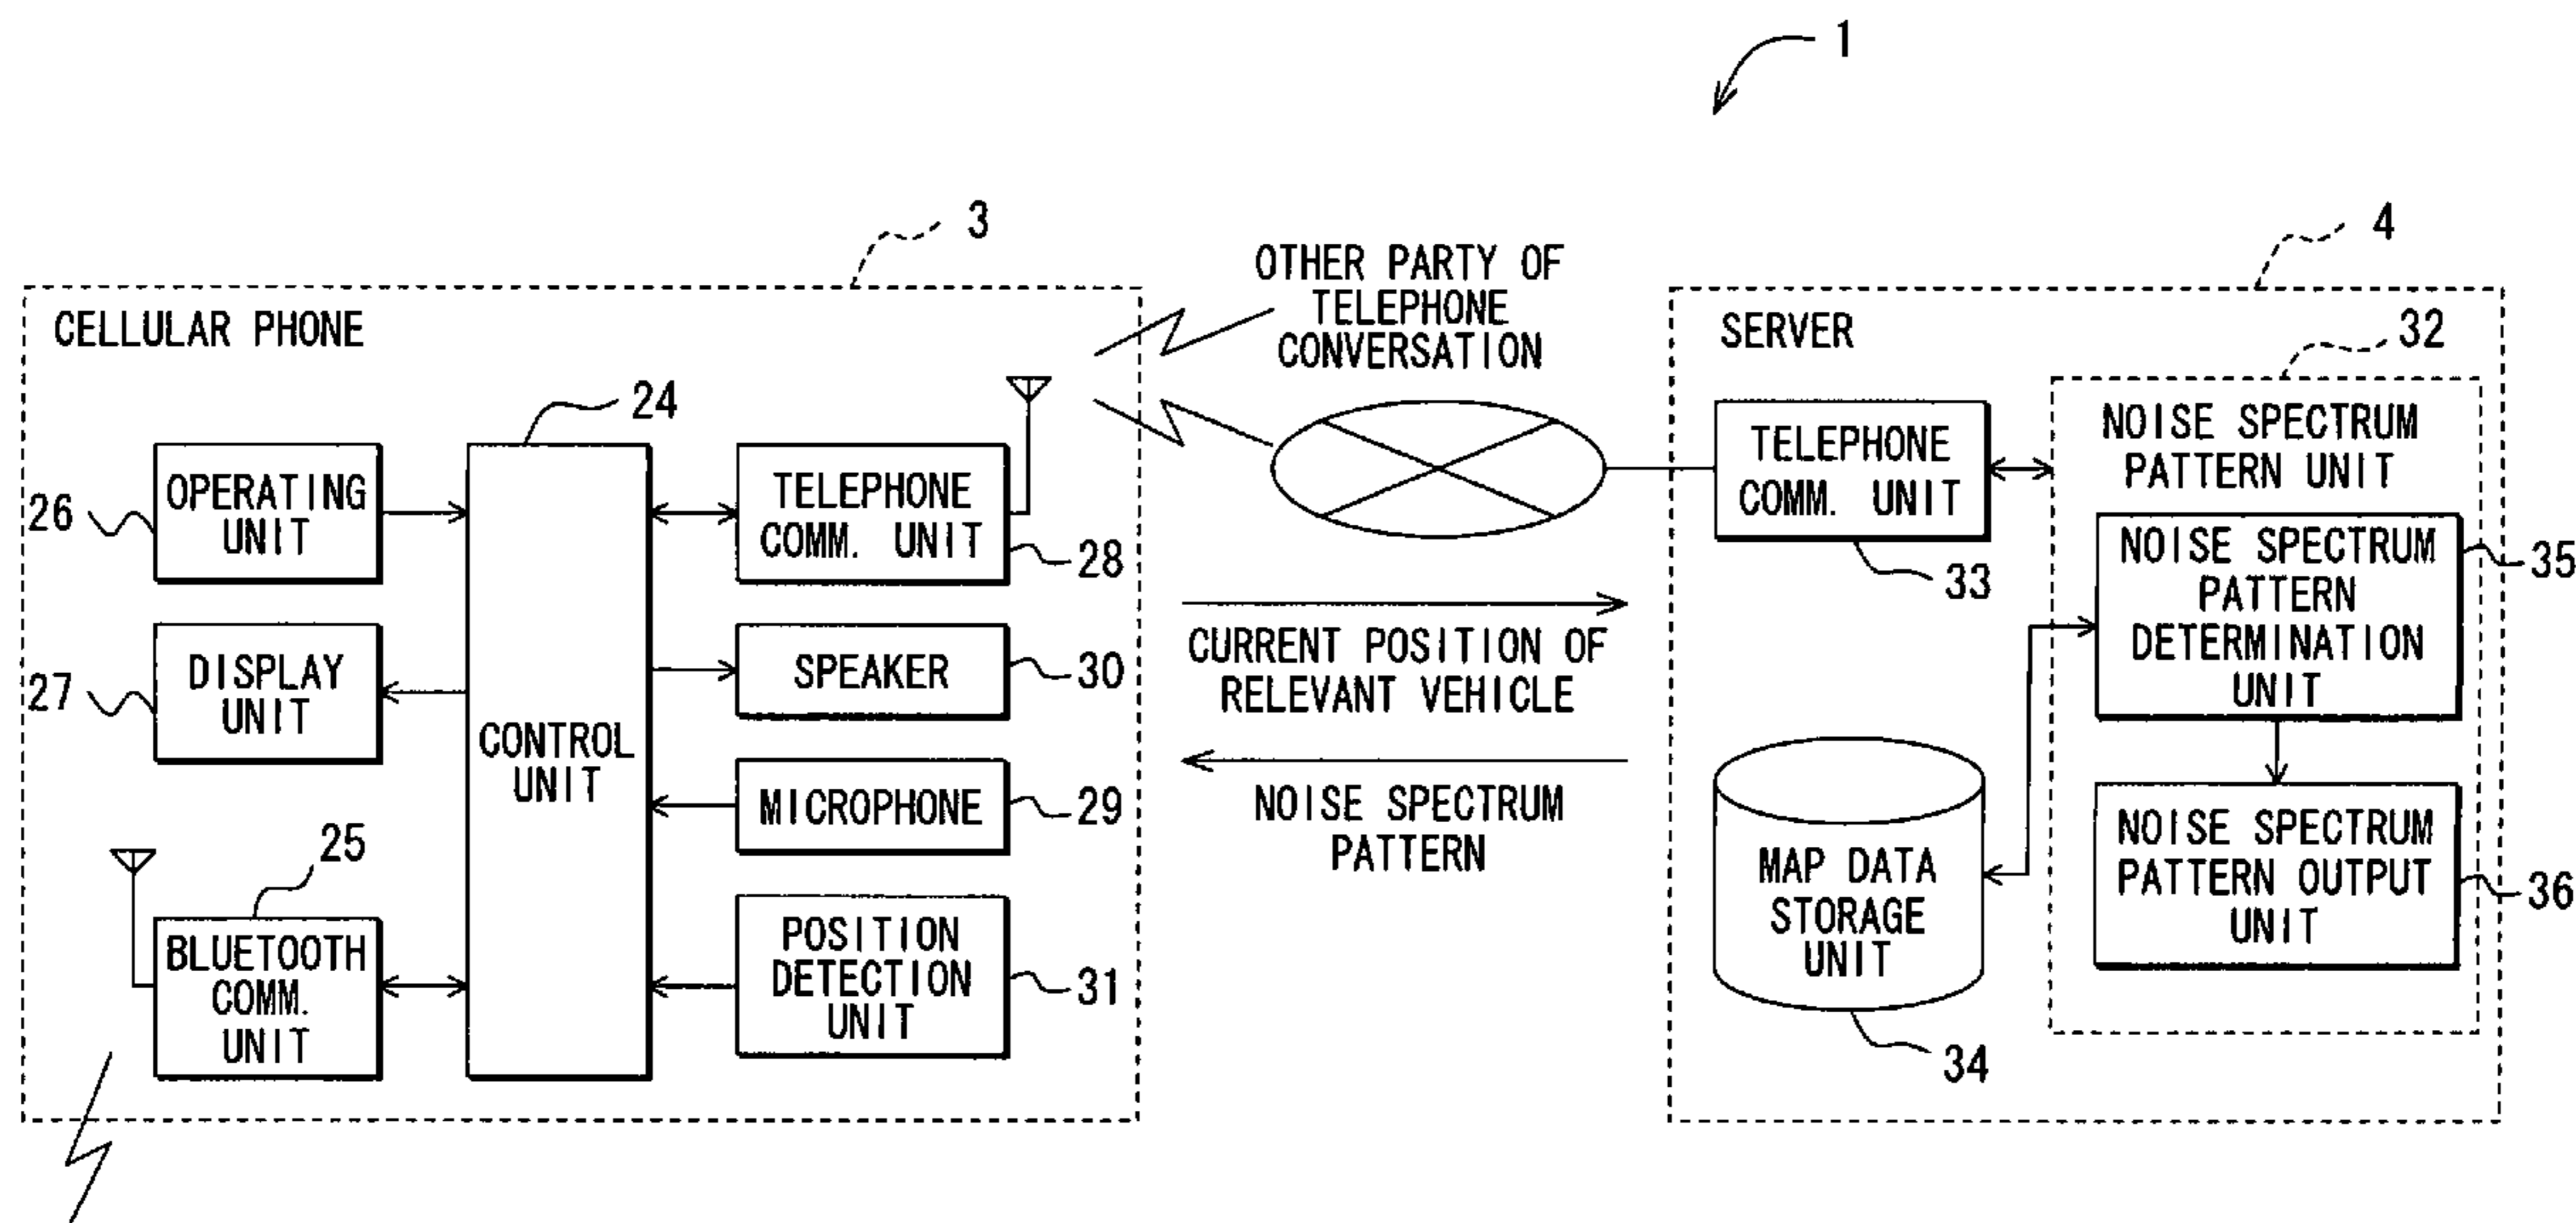 1
3
CELLULAR PHONE
24
26
OPERATING
UNIT
27
DISPLAY
UNIT
25
BLUETOOTH
COMM.
UNIT
CONTROL
UNIT
TELEPHONE
COMM. UNIT
28
SPEAKER
30
MICROPHONE
29
POSITION
DETECTION
UNIT
31
OTHER PARTY OF
TELEPHONE
CONVERSATION
CURRENT POSITION OF
RELEVANT VEHICLE
NOISE SPECTRUM
PATTERN
4
SERVER
32
TELEPHONE
COMM. UNIT
33
NOISE SPECTRUM
PATTERN UNIT
NOISE SPECTRUM
PATTERN
DETERMINATION
UNIT
35
MAP DATA
STORAGE
UNIT
34
NOISE SPECTRUM
PATTERN OUTPUT
UNIT
36